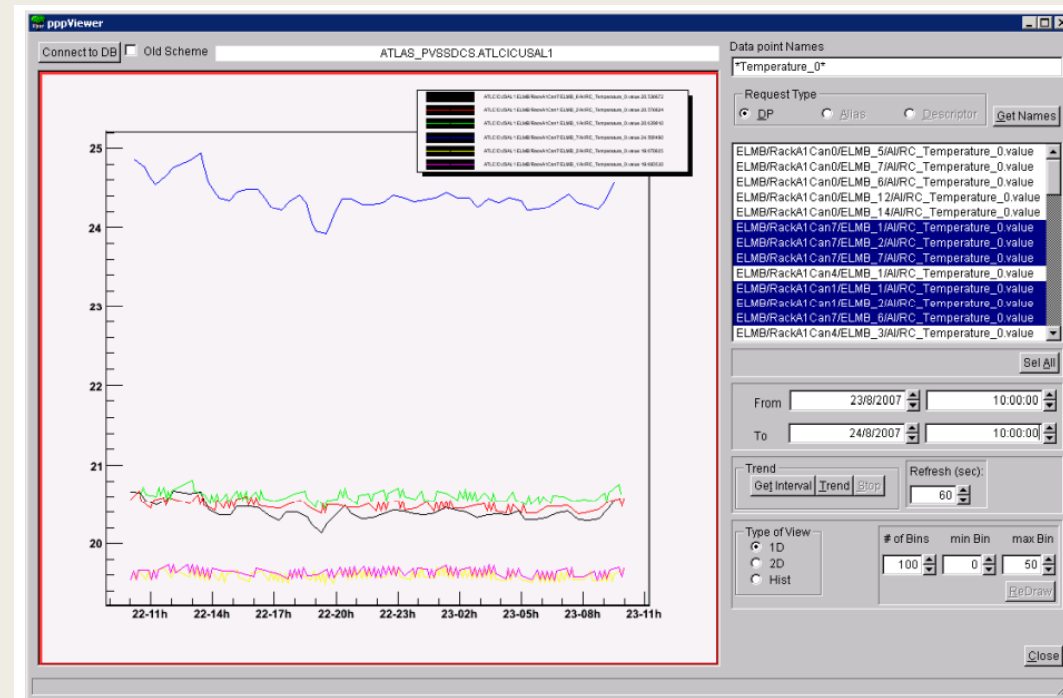 pppViewer
Connect to DB Old Scheme ATLAS_PVSSDCS.ATLCICUSAL1
25
24
23
22
21
20
22-11h 22-14h 22-17h 22-20h 22-23h 23-02h 23-05h 23-08h 23-11h
Data point Names
*Temperature_0*
Request Type
DP Alias Descriptor Get Names
ELMB/RackA1Can0/ELMB_5/AI/RC_Temperature_0.value
ELMB/RackA1Can0/ELMB_7/AI/RC_Temperature_0.value
ELMB/RackA1Can0/ELMB_6/AI/RC_Temperature_0.value
ELMB/RackA1Can0/ELMB_12/AI/RC_Temperature_0.value
ELMB/RackA1Can0/ELMB_14/AI/RC_Temperature_0.value
ELMB/RackA1Can7/ELMB_1/AI/RC_Temperature_0.value
ELMB/RackA1Can7/ELMB_2/AI/RC_Temperature_0.value
ELMB/RackA1Can7/ELMB_7/AI/RC_Temperature_0.value
ELMB/RackA1Can4/ELMB_1/AI/RC_Temperature_0.value
ELMB/RackA1Can1/ELMB_1/AI/RC_Temperature_0.value
ELMB/RackA1Can1/ELMB_2/AI/RC_Temperature_0.value
ELMB/RackA1Can7/ELMB_6/AI/RC_Temperature_0.value
ELMB/RackA1Can4/ELMB_3/AI/RC_Temperature_0.value
Sel All
From 23/8/2007 10:00:00
To 24/8/2007 10:00:00
Trend
Get Interval Trend Stop
Refresh (sec):
60
Type of View
1D
2D
Hist
# of Bins min Bin max Bin
100 0 50
ReDraw
Close